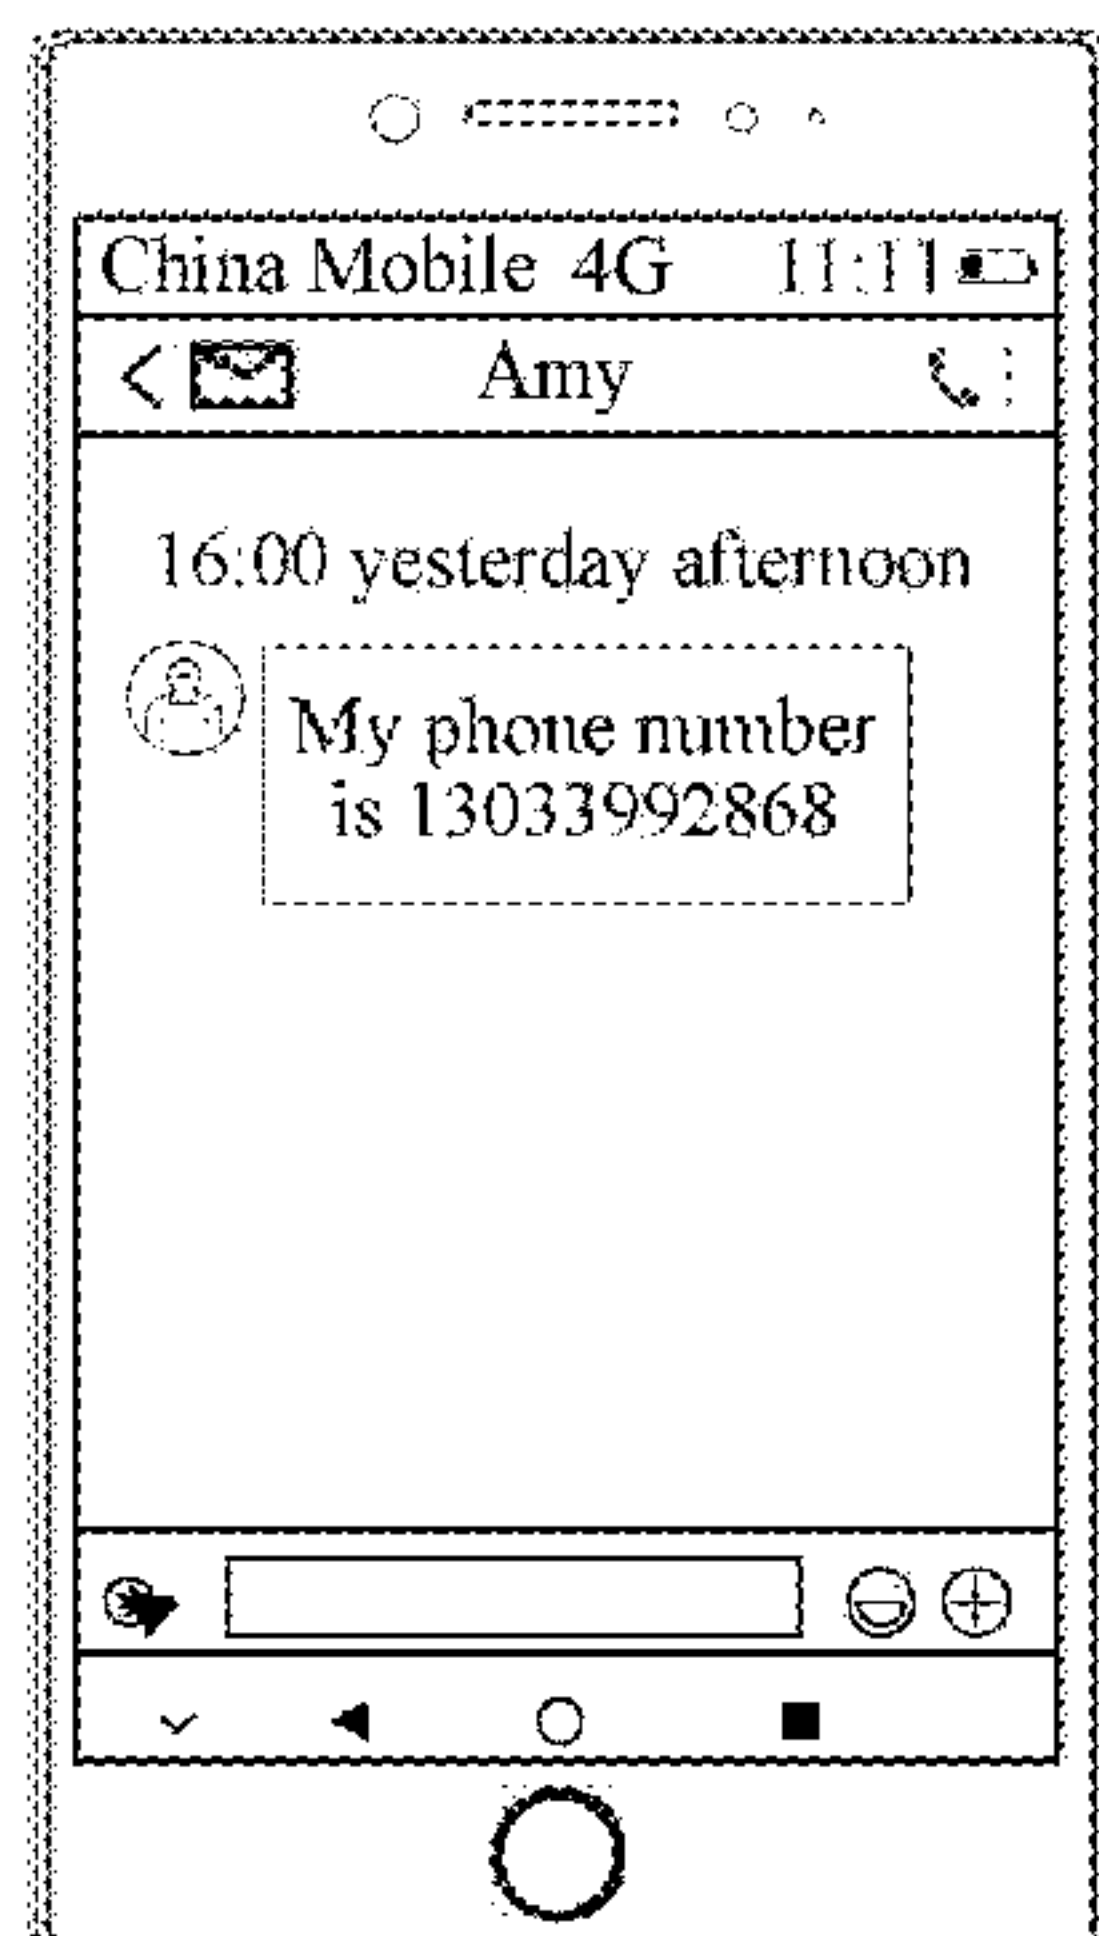 China Mobile 4G 11:11
Amy
16:00 yesterday afternoon
My phone number
is 13033992868